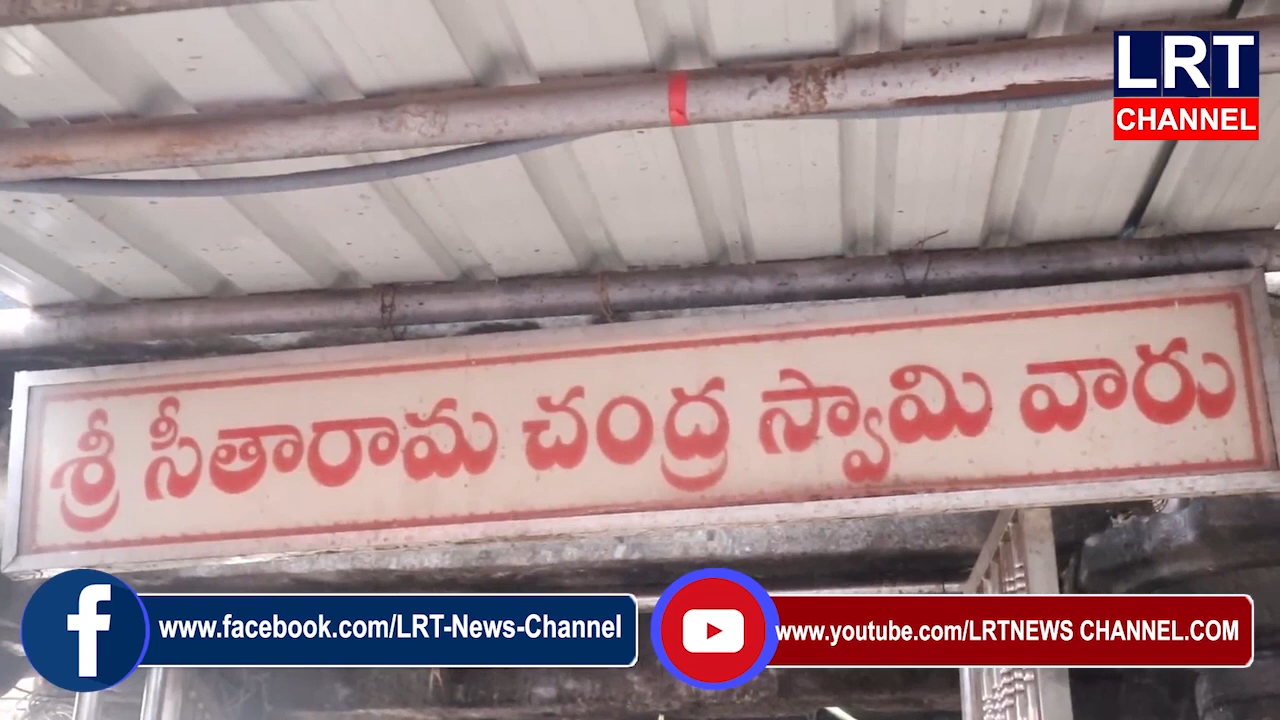 LRT
CHANNEL
శ్రీ సీతారామ చంద్ర స్వామి వారు
www.facebook.com/LRT-News-Channel
www.youtube.com/LRTNEWS CHANNEL.COM